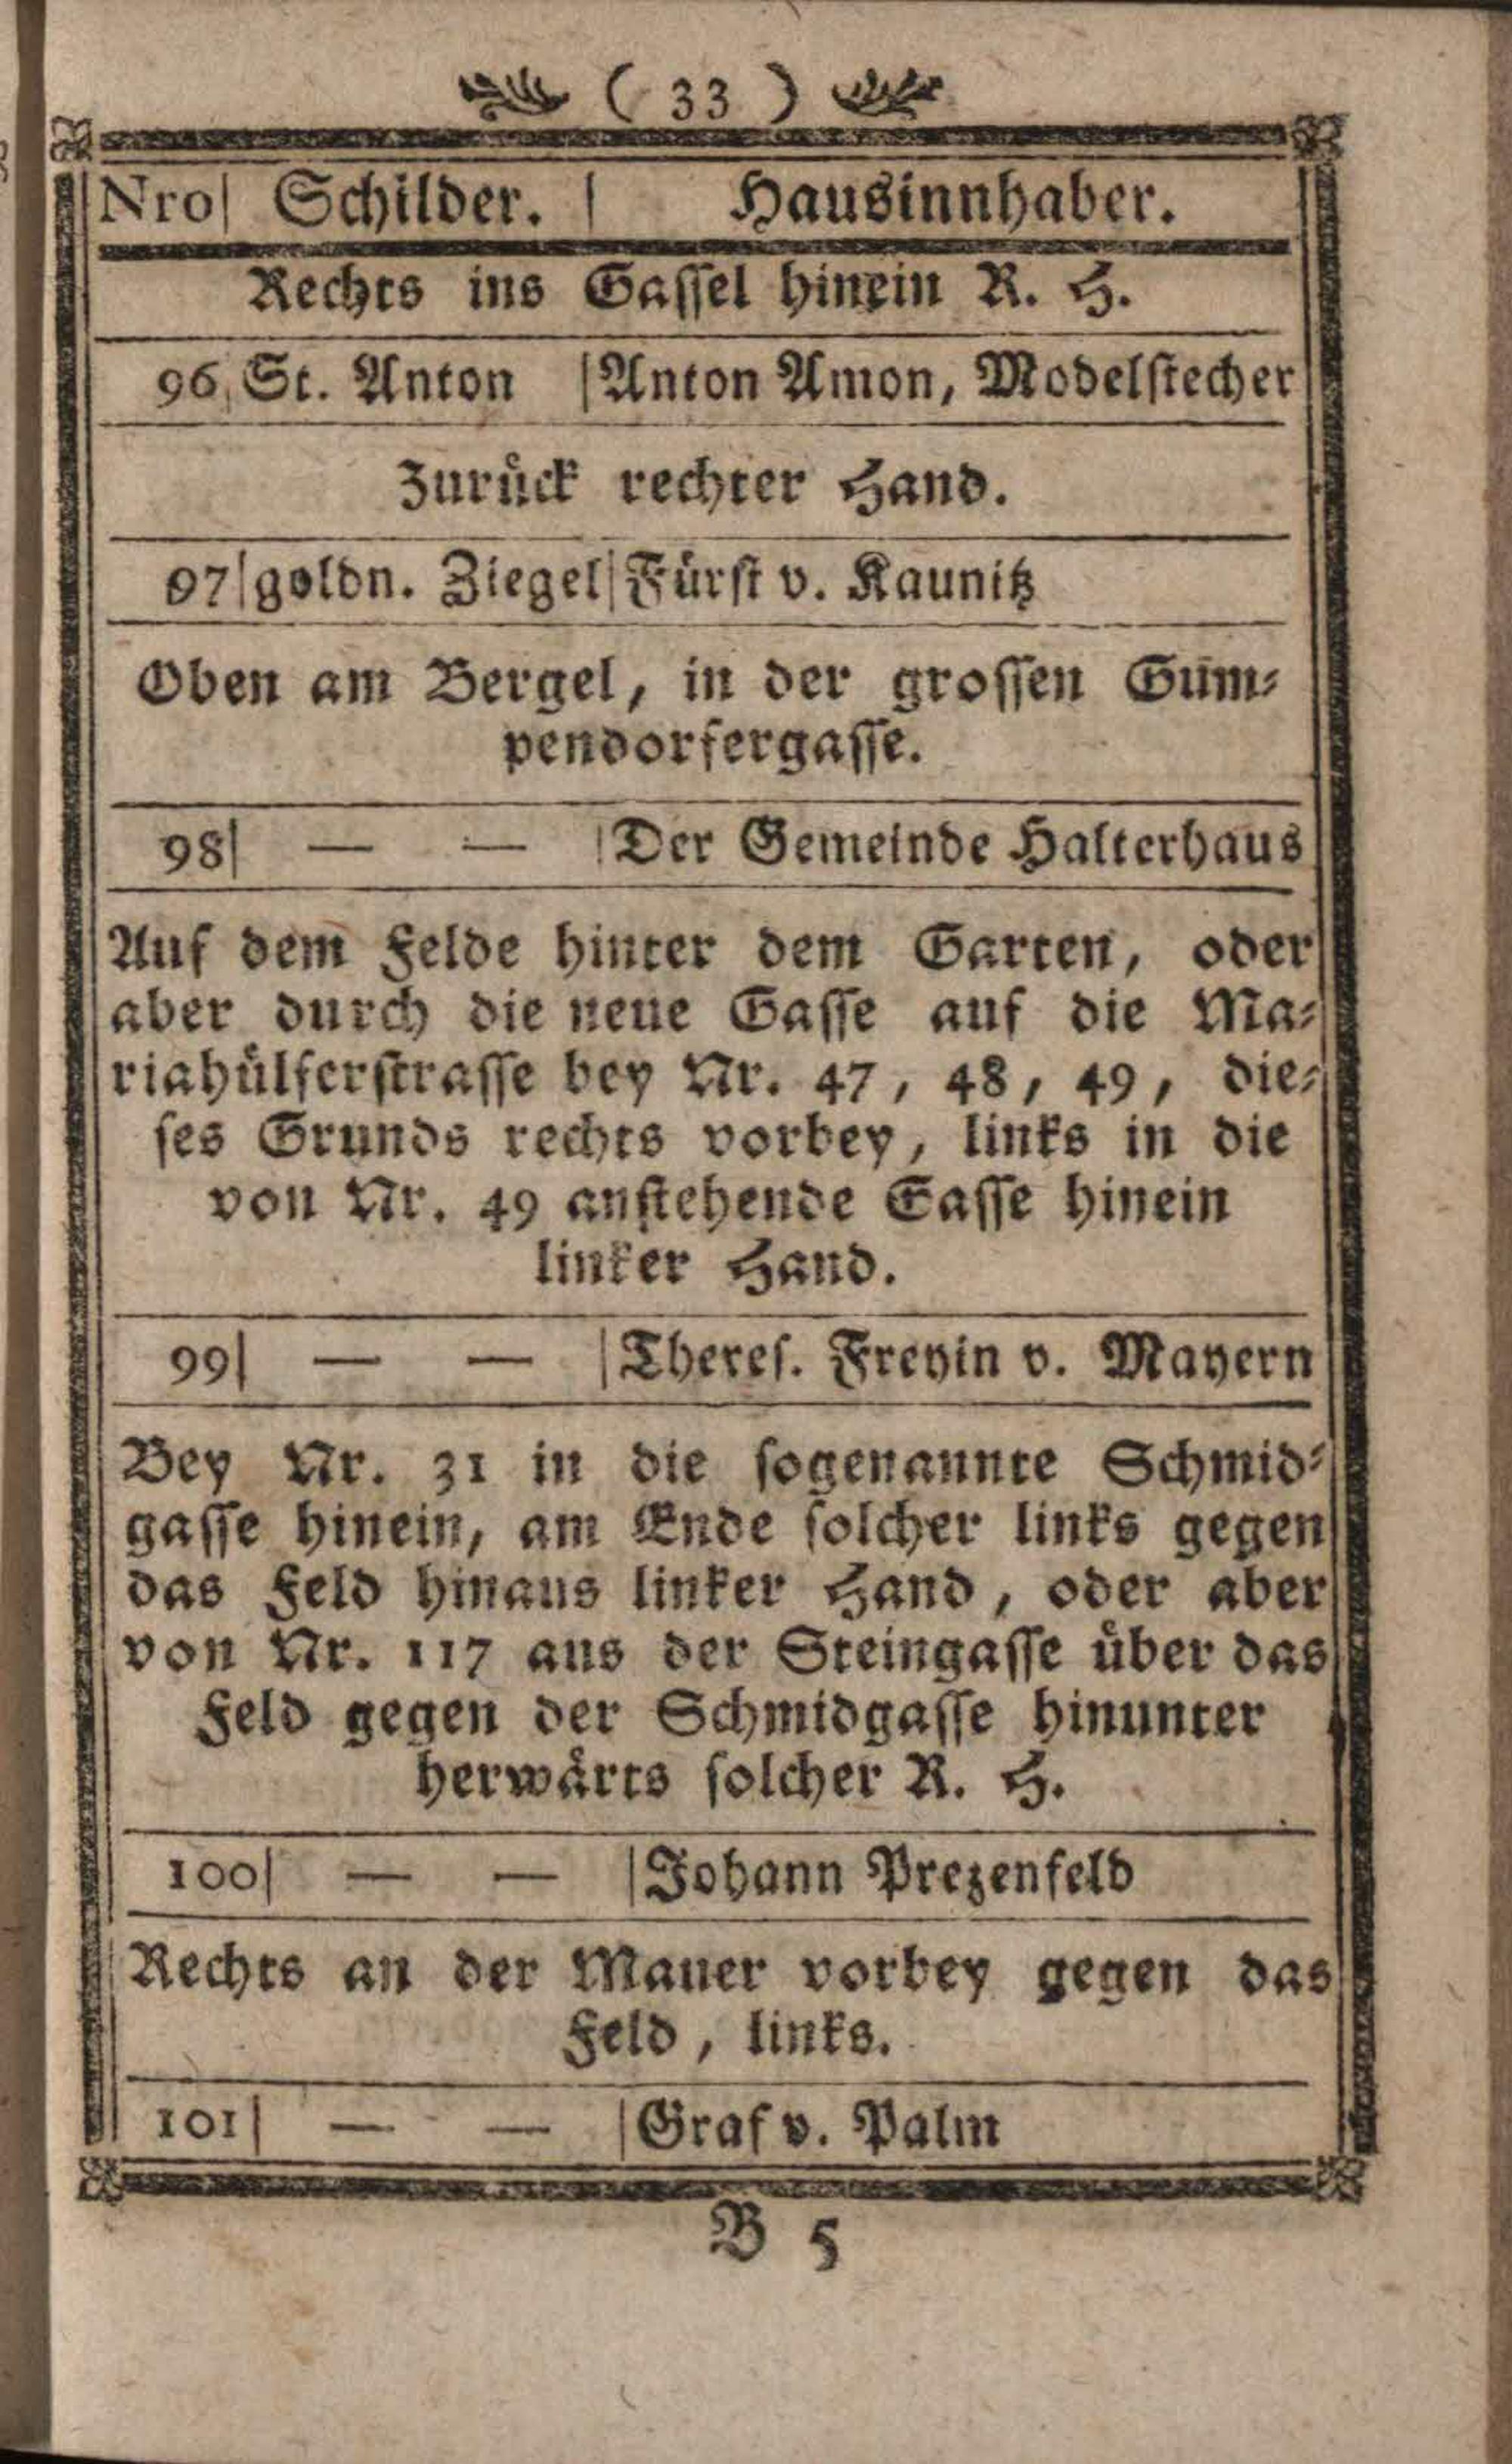 ( 33 )
Nro Schilder. Hausinnhaber.
Rechts ins Gassel hinein R. H.
96 St. Anton Anton Amon, Modelstecher
Zurück rechter Hand.
97 goldn. Ziegel Fürst v. Kaunitz
Oben am Bergel, in der grossen Gum-
pendorfergasse.
98 — — Der Gemeinde Halterhaus
Auf dem Felde hinter dem Garten, oder
aber durch die neue Gasse auf die Ma-
riahülferstrasse bey Nr. 47, 48, 49, die-
ses Grunds rechts vorbey, links in die
von Nr. 49 anstehende Gasse hinein
linker Hand.
99 — — Theres. Freyin v. Mayern
Bey Nr. 31 in die sogenannte Schmid-
gasse hinein, am Ende solcher links gegen
das Feld hinaus linker Hand, oder aber
von Nr. 117 aus der Steingasse über das
Feld gegen der Schmidgasse hinunter
herwärts solcher R. H.
100 — — Johann Prezenfeld
Rechts an der Mauer vorbey gegen das
Feld, links.
101 — — Graf v. Palm
B 5